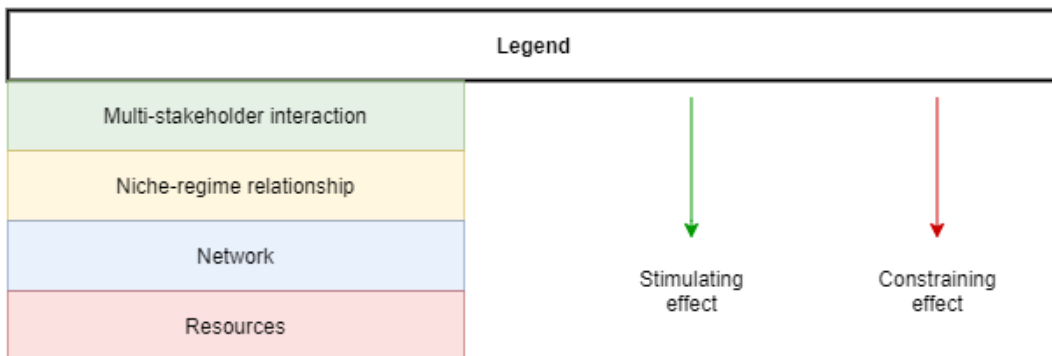 Legend
Multi-stakeholder interaction
Niche-regime relationship
Network
Resources
Stimulating
effect
Constraining
effect